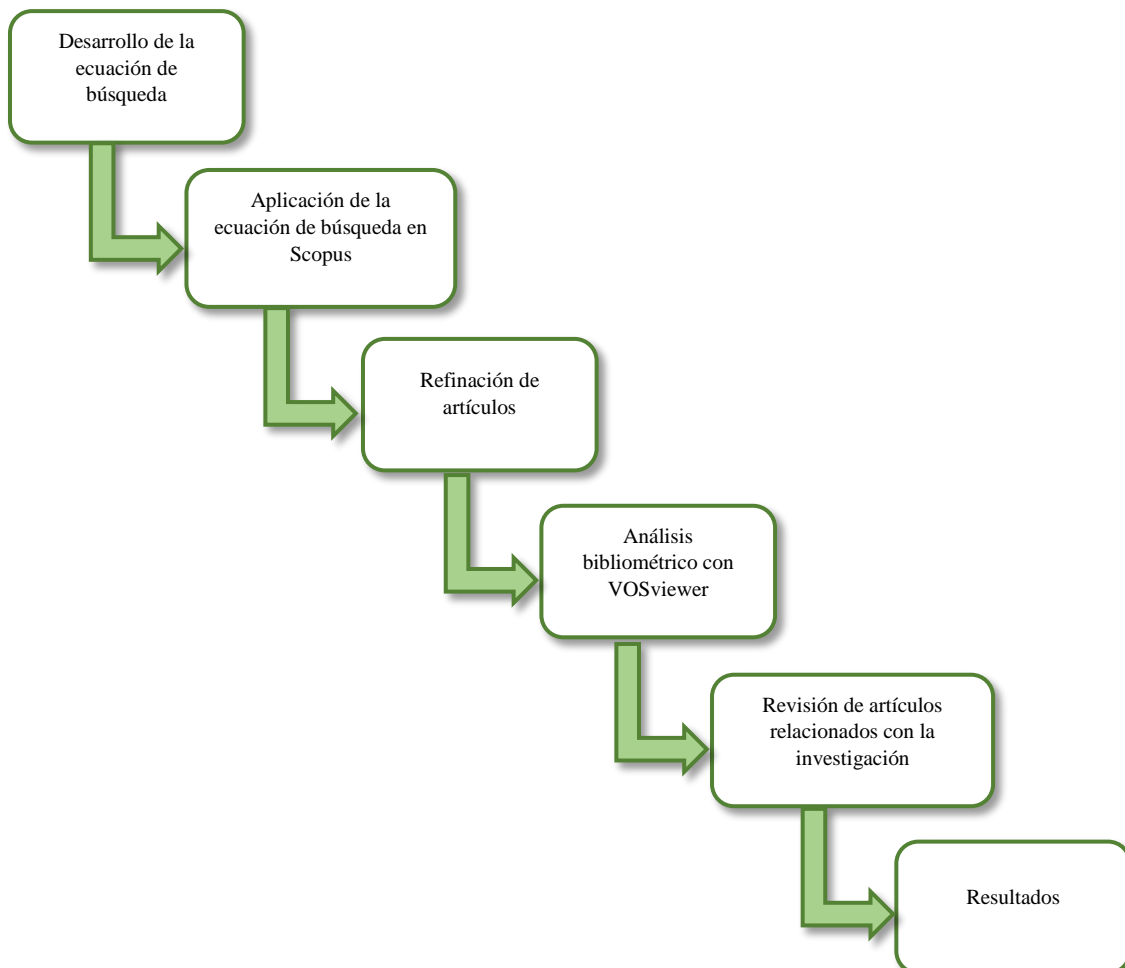 Desarrollo de la
ecuación de
búsqueda
Aplicación de la
ecuación de búsqueda en
Scopus
Refinación de
artículos
Análisis
bibliométrico con
VOSviewer
Revisión de artículos
relacionados con la
investigación
Resultados